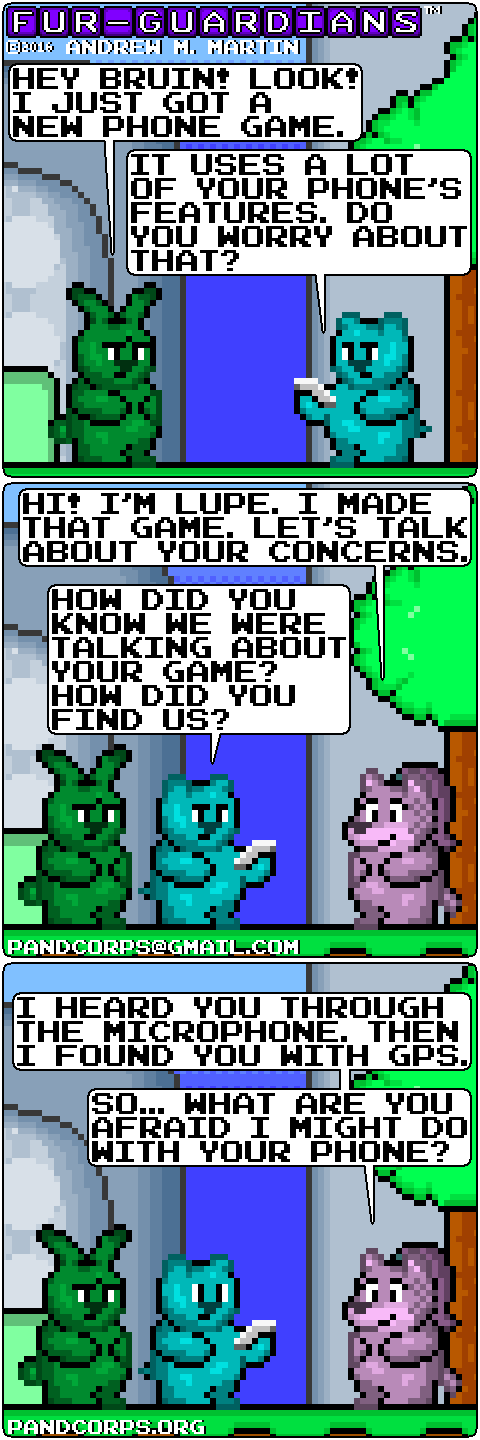 FUR-GUARDIANS™
©2016 ANDREW M. MARTIN
HEY BRUIN! LOOK!
I JUST GOT A
NEW PHONE GAME.
IT USES A LOT
OF YOUR PHONE'S
FEATURES. DO
YOU WORRY ABOUT
THAT?
HI! I'M LUPE. I MADE
THAT GAME. LET'S TALK
ABOUT YOUR CONCERNS.
HOW DID YOU
KNOW WE WERE
TALKING ABOUT
YOUR GAME?
HOW DID YOU
FIND US?
PANDCORPS@GMAIL.COM
I HEARD YOU THROUGH
THE MICROPHONE. THEN
I FOUND YOU WITH GPS.
SO... WHAT ARE YOU
AFRAID I MIGHT DO
WITH YOUR PHONE?
PANDCORPS.ORG